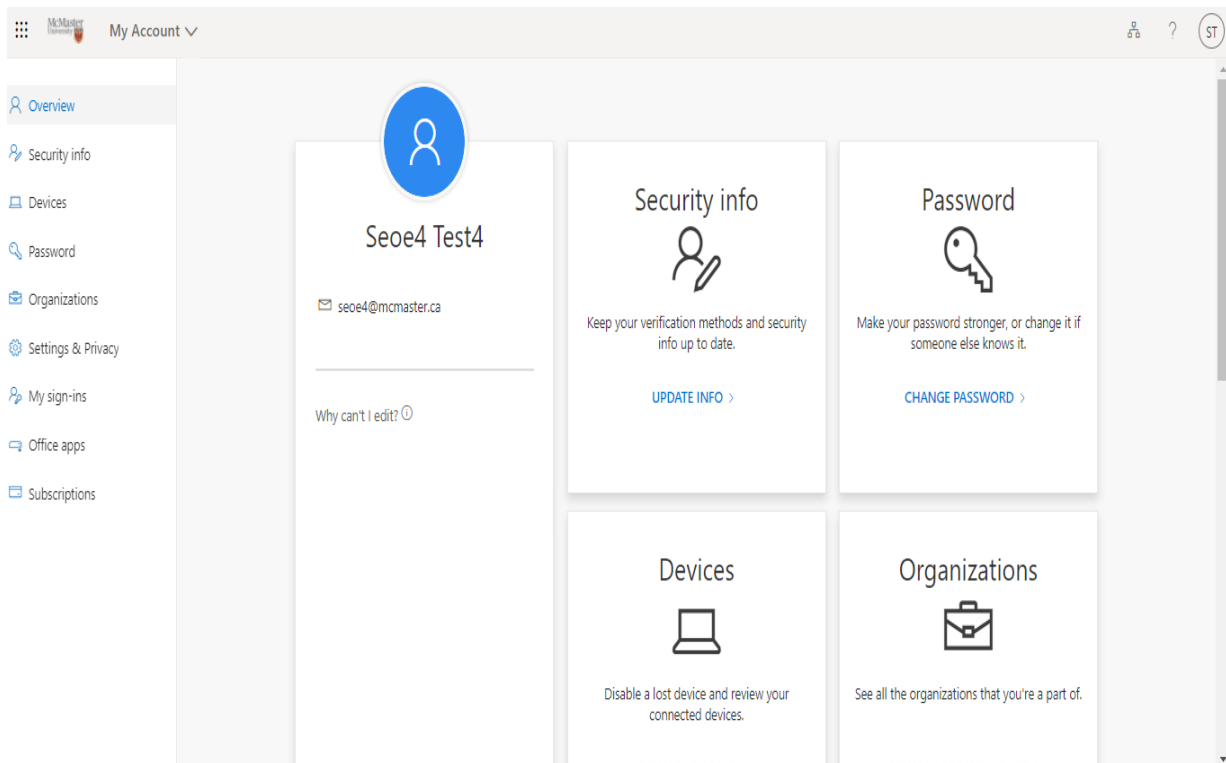 McMaster
University
My Account
?
ST
Overview
Security info
Devices
Password
Organizations
Settings & Privacy
My sign-ins
Office apps
Subscriptions
Seoe4 Test4
seoe4@mcmaster.ca
Why can't I edit?
Security info
Keep your verification methods and security
info up to date.
UPDATE INFO >
Password
Make your password stronger, or change it if
someone else knows it.
CHANGE PASSWORD >
Devices
Disable a lost device and review your
connected devices.
Organizations
See all the organizations that you're a part of.